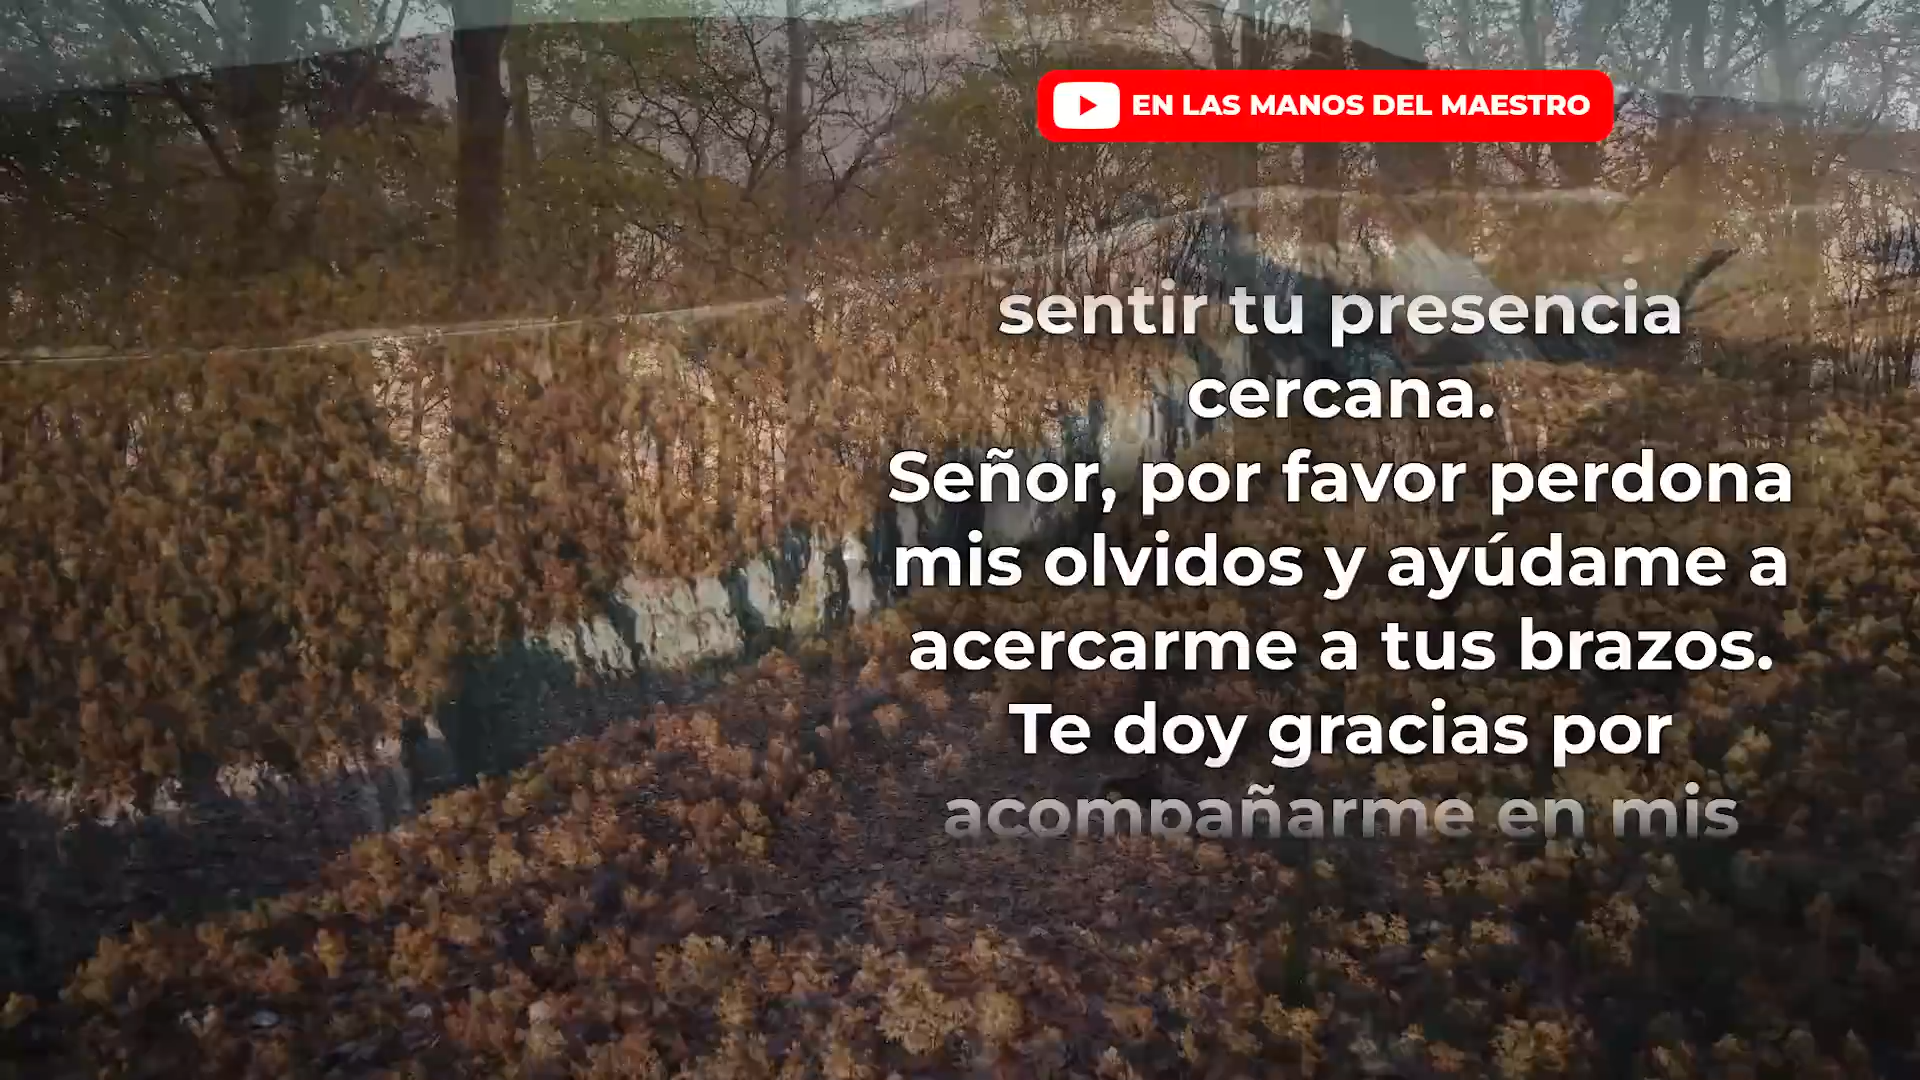 EN LAS MANOS DEL MAESTRO
sentir tu presencia
cercana.
Señor, por favor perdona
mis olvidos y ayúdame a
acercarme a tus brazos.
Te doy gracias por
acompañarme en mis